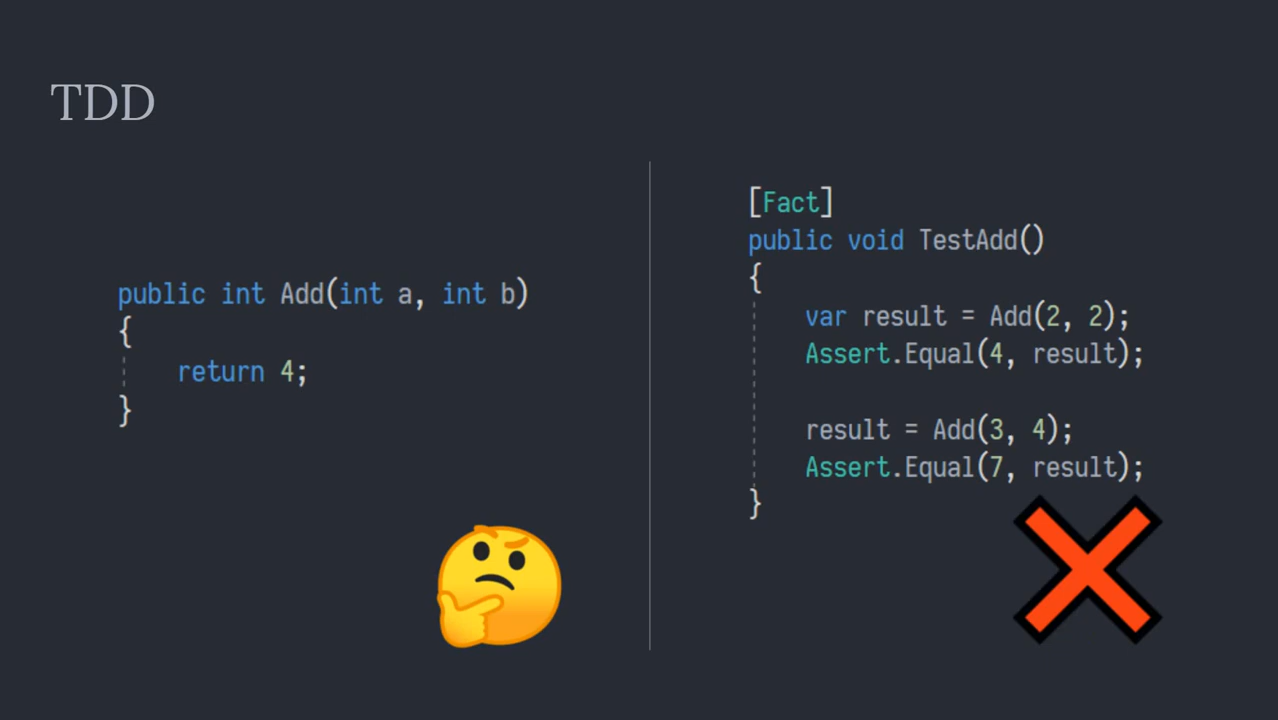 TDD
public int Add(int a, int b)
{
    return 4;
}
[Fact]
public void TestAdd()
{
    var result = Add(2, 2);
    Assert.Equal(4, result);

    result = Add(3, 4);
    Assert.Equal(7, result);
}